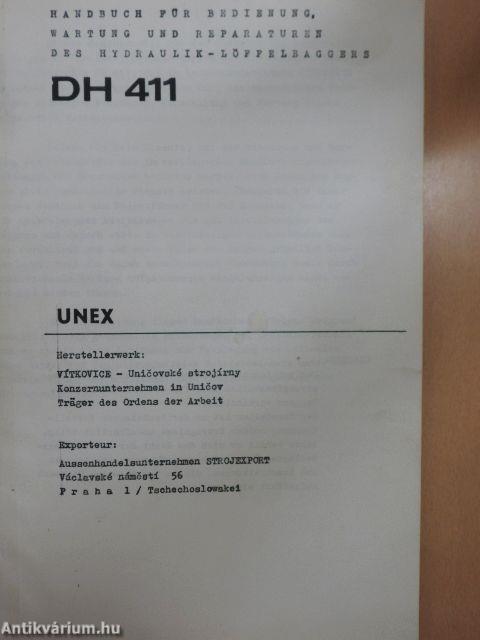 HANDBUCH FÜR BEDIENUNG,
WARTUNG UND REPARATUREN
DES HYDRAULIK-LÖFFELBAGGERS
DH 411
UNEX
Herstellerwerk:
VÍTKOVICE - Uničovské strojírny
Konzernunternehmen in Uničov
Träger des Ordens der Arbeit
Exporteur:
Aussenhandelsunternehmen STROJEXPORT
Václavské náměstí 56
Praha 1 / Tschechoslowakei
Antikvárium.hu